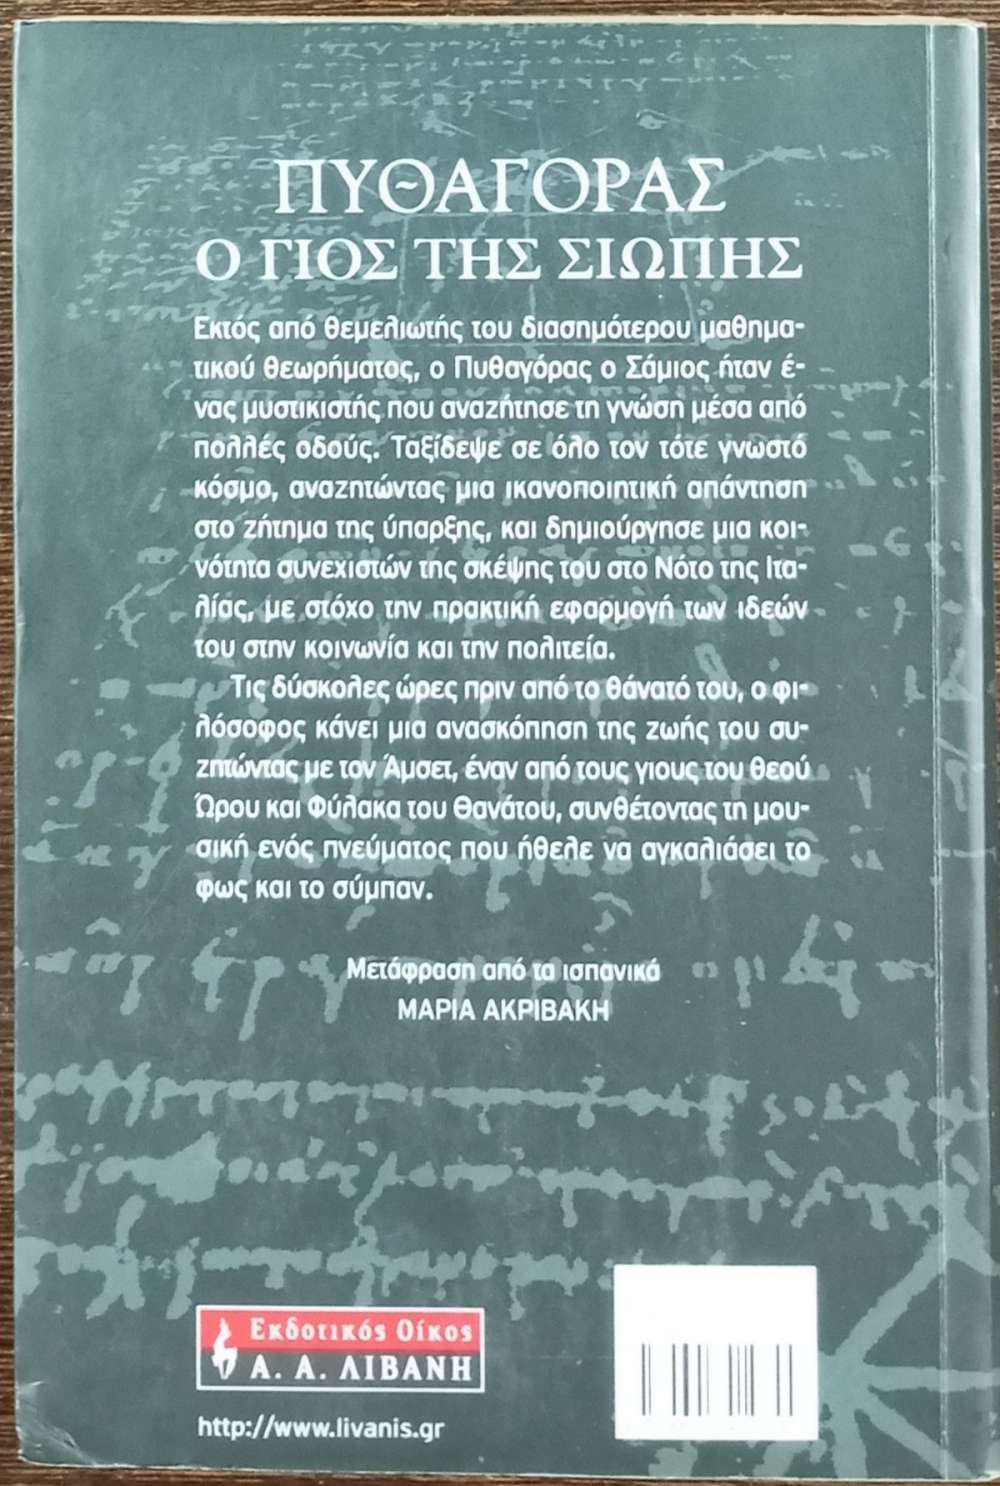 ΠΥΘΑΓΟΡΑΣ
Ο ΓΙΟΣ ΤΗΣ ΣΙΩΠΗΣ
Εκτός από θεμελιωτής του διασημότερου μαθημα-
τικού θεωρήματος, ο Πυθαγόρας ο Σάμιος ήταν έ-
νας μυστικιστής που αναζήτησε τη γνώση μέσα από
πολλές οδούς. Ταξίδεψε σε όλο τον τότε γνωστό
κόσμο, αναζητώντας μια ικανοποιητική απάντηση
στο ζήτημα της ύπαρξης, και δημιούργησε μια κοι-
νότητα συνεχιστών της σκέψης του στο Νότο της Ιτα-
λίας, με στόχο την πρακτική εφαρμογή των ιδεών
του στην κοινωνία και την πολιτεία.
Τις δύσκολες ώρες πριν από το θάνατό του, ο φι-
λόσοφος κάνει μια ανασκόπηση της ζωής του συ-
ζητώντας με τον Άμσετ, έναν από τους γιους του θεού
Ώρου και Φύλακα του Θανάτου, συνθέτοντας τη μου-
σική ενός πνεύματος που ήθελε να αγκαλιάσει το
φως και το σύμπαν.
Μετάφραση από τα ισπανικά
ΜΑΡΙΑ ΑΚΡΙΒΑΚΗ
Εκδοτικός Οίκος
Α. Α. ΛΙΒΑΝΗ
http://www.livanis.gr